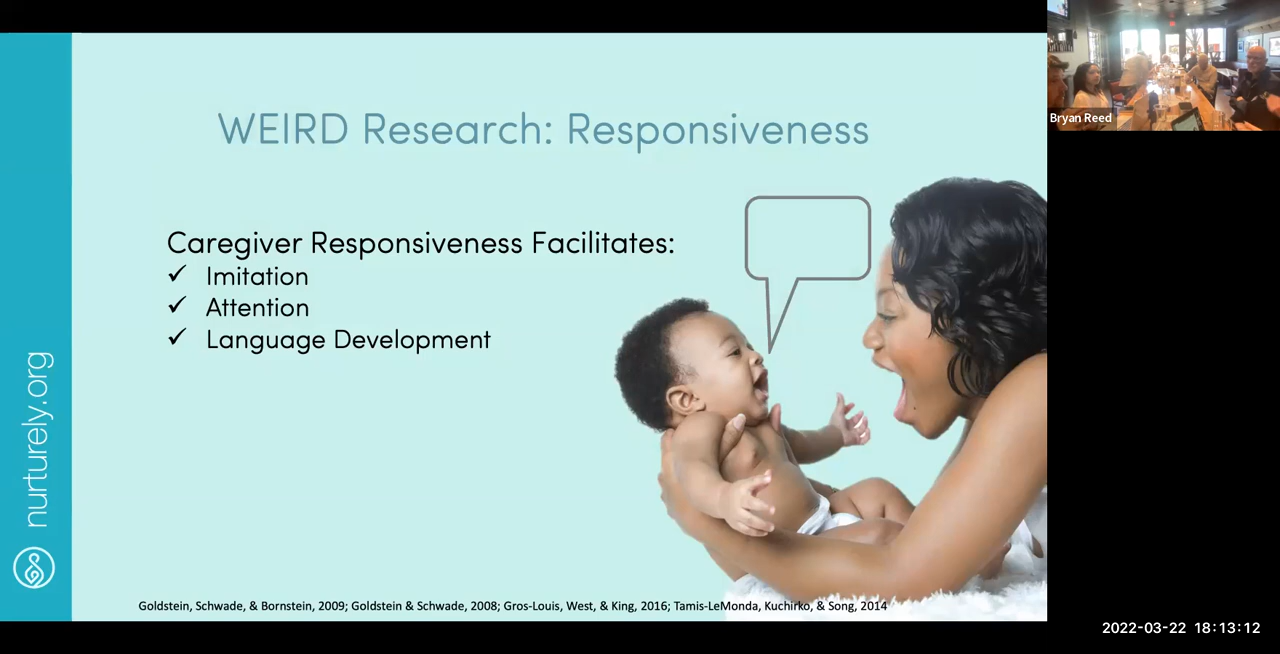 WEIRD Research: Responsiveness
Caregiver Responsiveness Facilitates:
✓ Imitation
✓ Attention
✓ Language Development
nurturely.org
Goldstein, Schwade, & Bornstein, 2009; Goldstein & Schwade, 2008; Gros-Louis, West, & King, 2016; Tamis-LeMonda, Kuchirko, & Song, 2014
Bryan Reed
2022-03-22 18:13:12